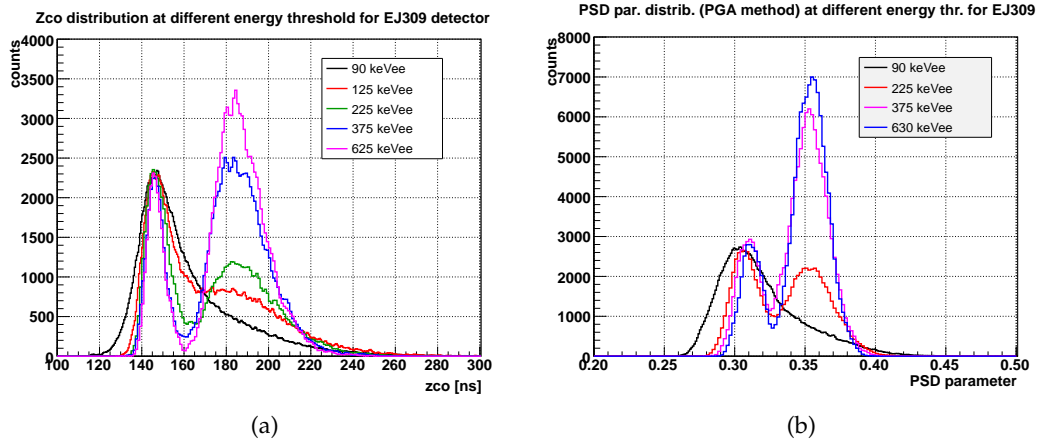 Zco distribution at different energy threshold for EJ309 detector
counts
4000
3500
3000
2500
2000
1500
1000
500
0
90 keVee
125 keVee
225 keVee
375 keVee
625 keVee
100 120 140 160 180 200 220 240 260 280 300
zco [ns]
(a)
PSD par. distrib. (PGA method) at different energy thr. for EJ309
counts
8000
7000
6000
5000
4000
3000
2000
1000
0
90 keVee
225 keVee
375 keVee
630 keVee
0.20 0.25 0.30 0.35 0.40 0.45 0.50
PSD parameter
(b)